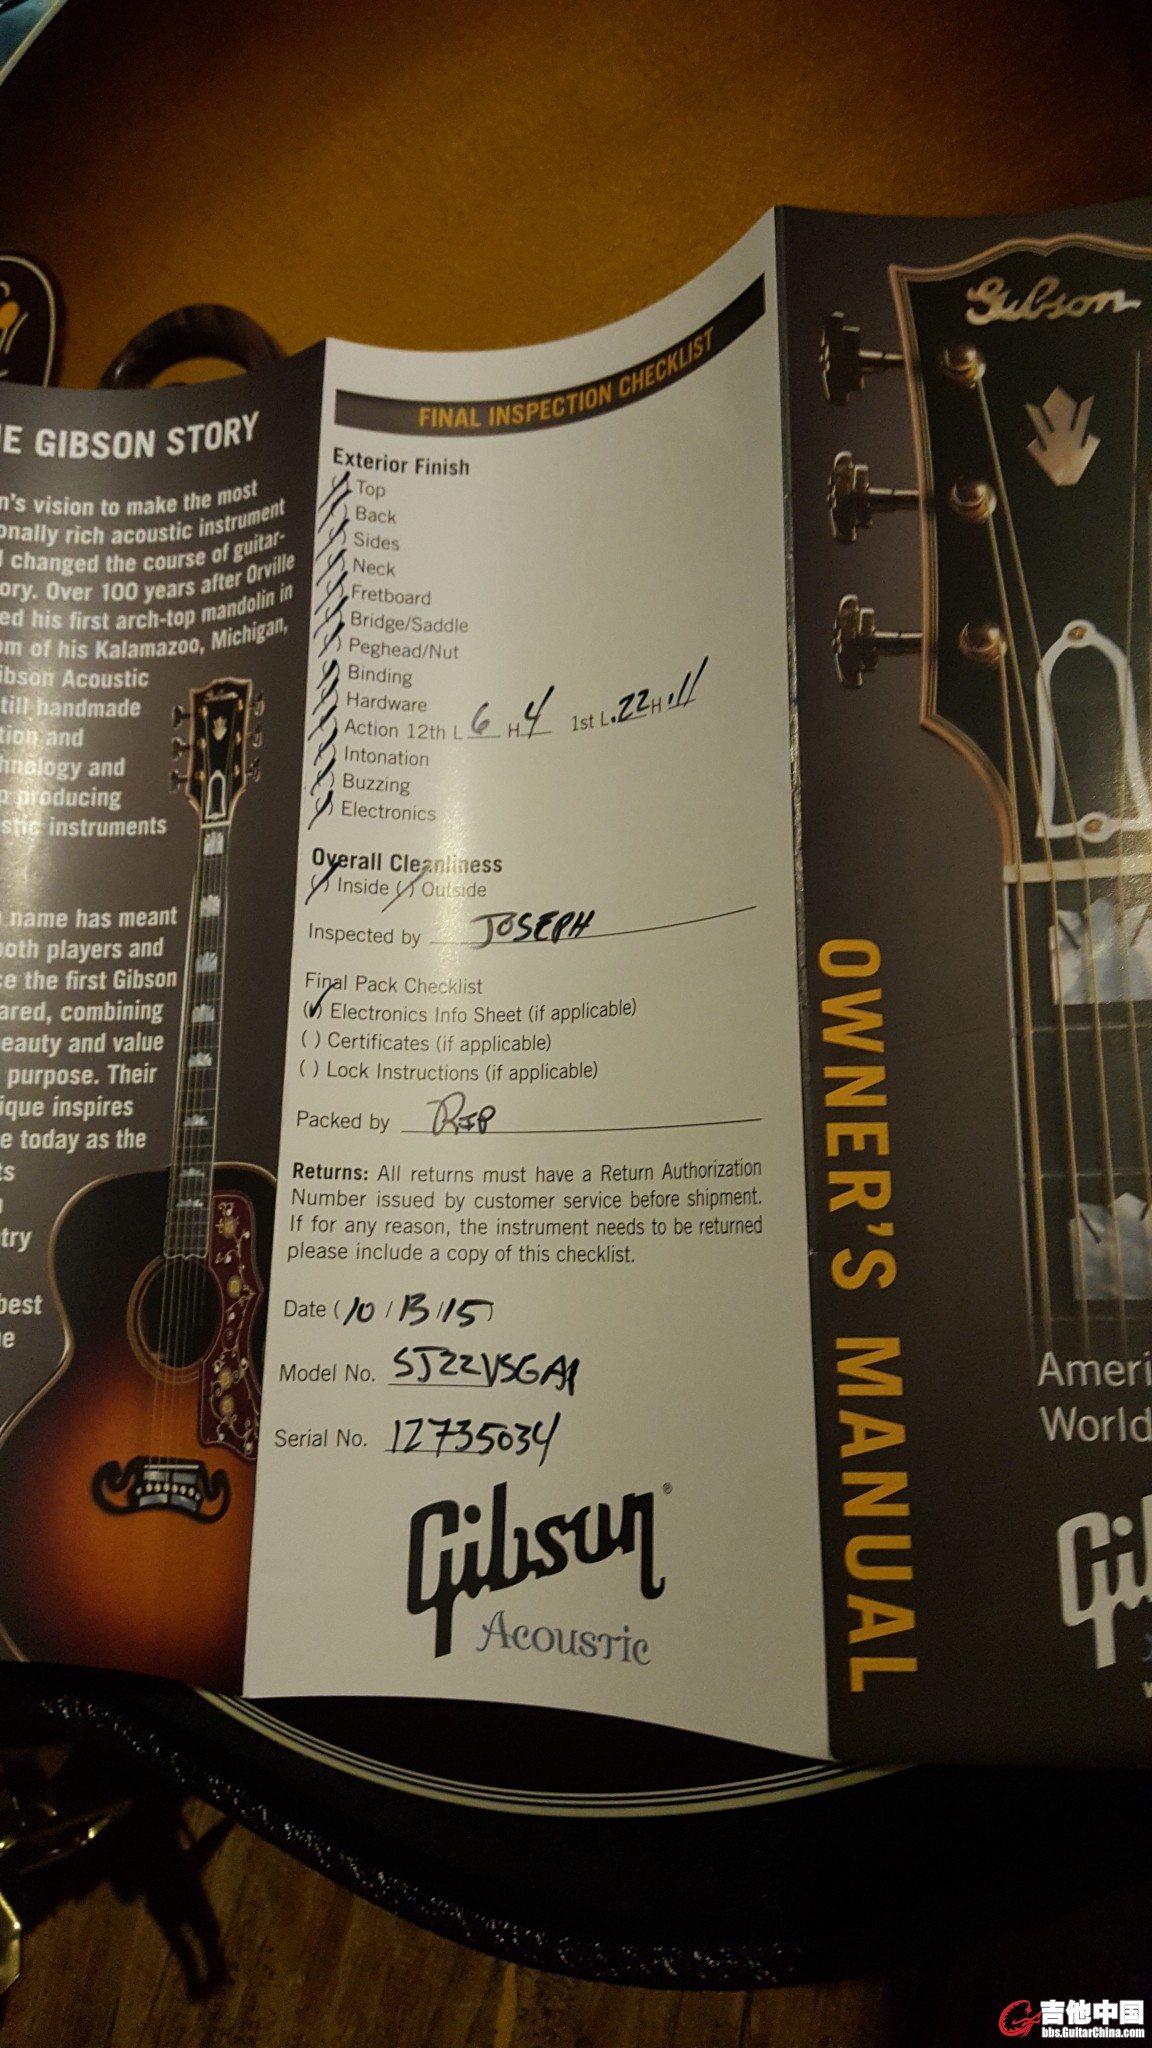 E GIBSON STORY
n's vision to make the most
onally rich acoustic instrument
l changed the course of guitar-
ory. Over 100 years after Orville
ed his first arch-top mandolin in
om of his Kalamazoo, Michigan,
ibson Acoustic
till handmade
tion and
hnology and
o producing
stic instruments
name has meant
both players and
ce the first Gibson
ared, combining
eauty and value
purpose. Their
ique inspires
e today as the
ts
try
best
e
FINAL INSPECTION CHECKLIST
Exterior Finish
Top
Back
Sides
Neck
Fretboard
Bridge/Saddle
Peghead/Nut
Binding
Hardware
Action 12th L 6 H 4 1st L .22 H .11
Intonation
Buzzing
Electronics
Overall Cleanliness
( ) Inside ( ) Outside
Inspected by JOSEPH
Final Pack Checklist
(✓) Electronics Info Sheet (if applicable)
( ) Certificates (if applicable)
( ) Lock Instructions (if applicable)
Packed by RIP
Returns: All returns must have a Return Authorization
Number issued by customer service before shipment.
If for any reason, the instrument needs to be returned
please include a copy of this checklist.
Date (10 / 13 / 15)
Model No. SJ22VSGA1
Serial No. 12735034
Gibson®
Acoustic
Gibson
OWNER'S MANUAL
Ameri
World
Gi
吉他中国
bbs.GuitarChina.com